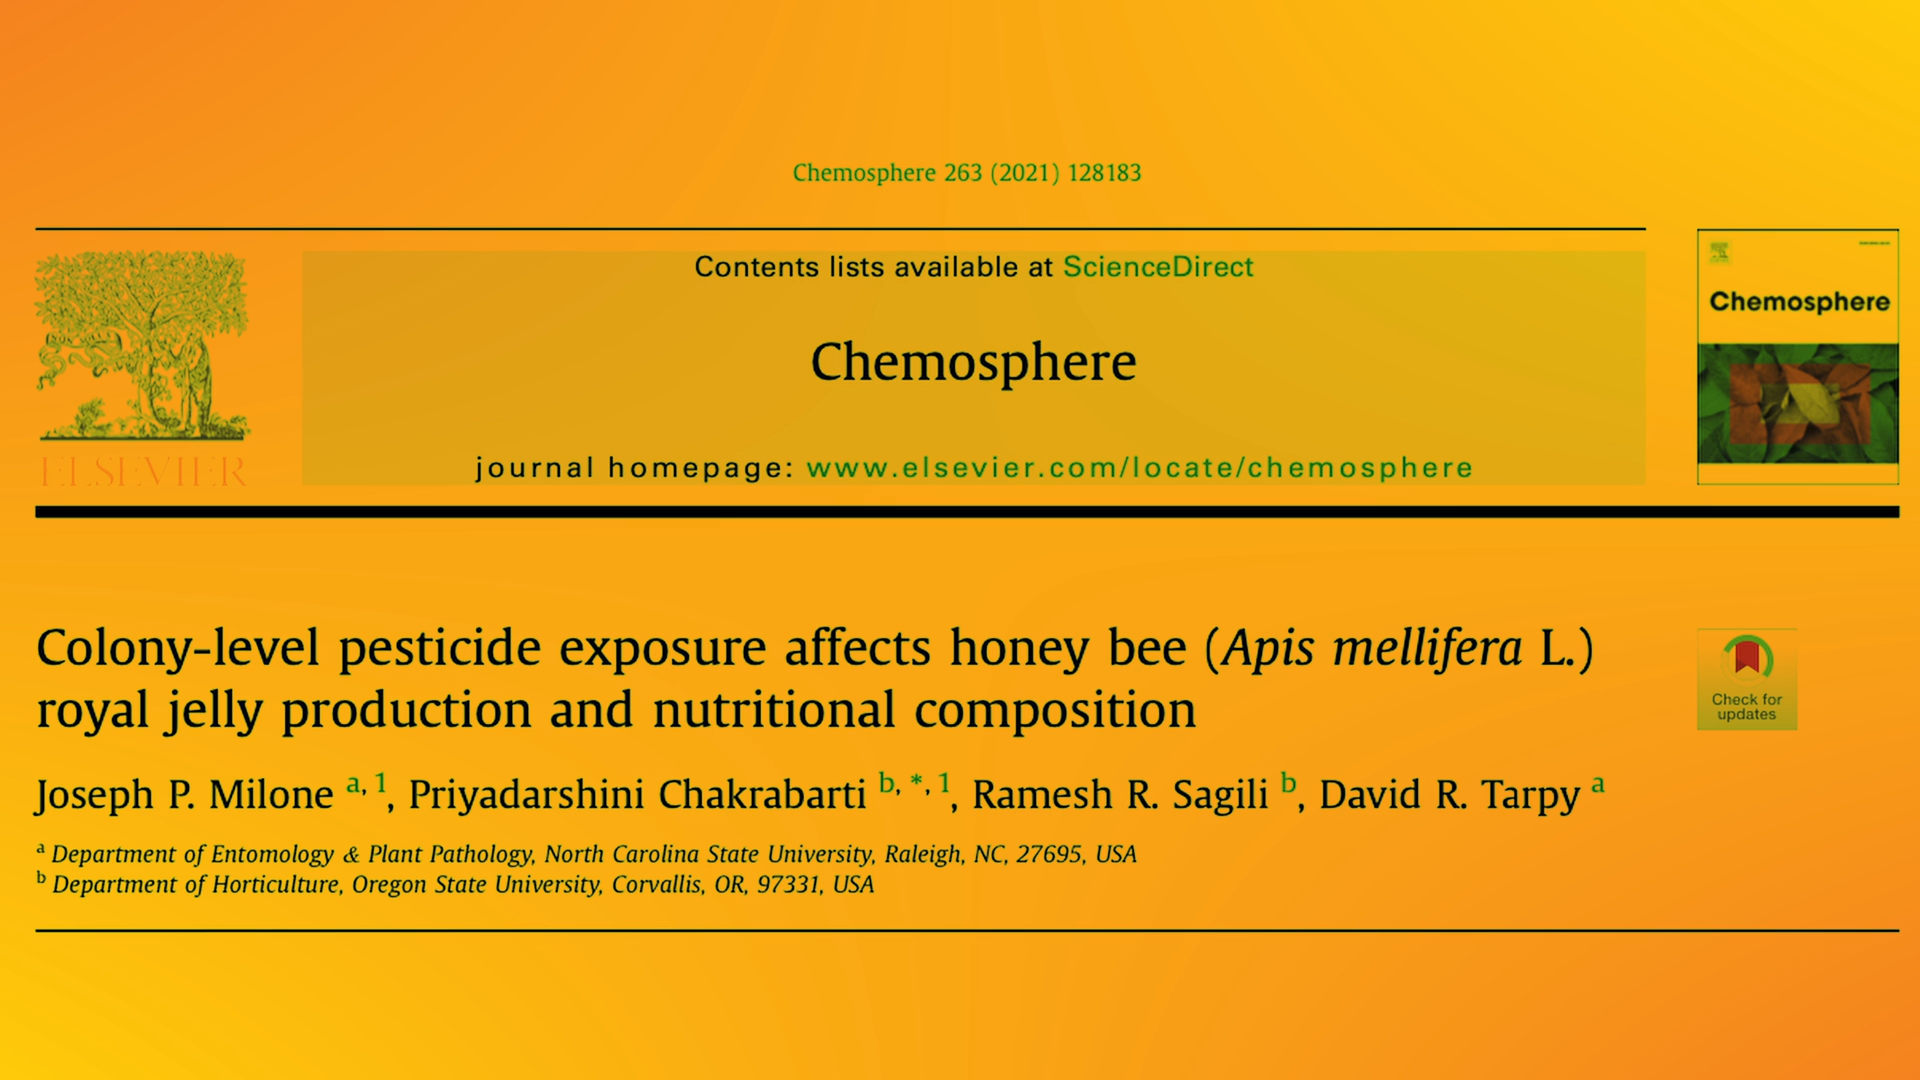 Chemosphere 263 (2021) 128183
Contents lists available at ScienceDirect
Chemosphere
journal homepage: www.elsevier.com/locate/chemosphere
ELSEVIER
Chemosphere
Colony-level pesticide exposure affects honey bee (Apis mellifera L.)
royal jelly production and nutritional composition
Check for
updates
Joseph P. Milone a, 1, Priyadarshini Chakrabarti b, *, 1, Ramesh R. Sagili b, David R. Tarpy a
a Department of Entomology & Plant Pathology, North Carolina State University, Raleigh, NC, 27695, USA
b Department of Horticulture, Oregon State University, Corvallis, OR, 97331, USA